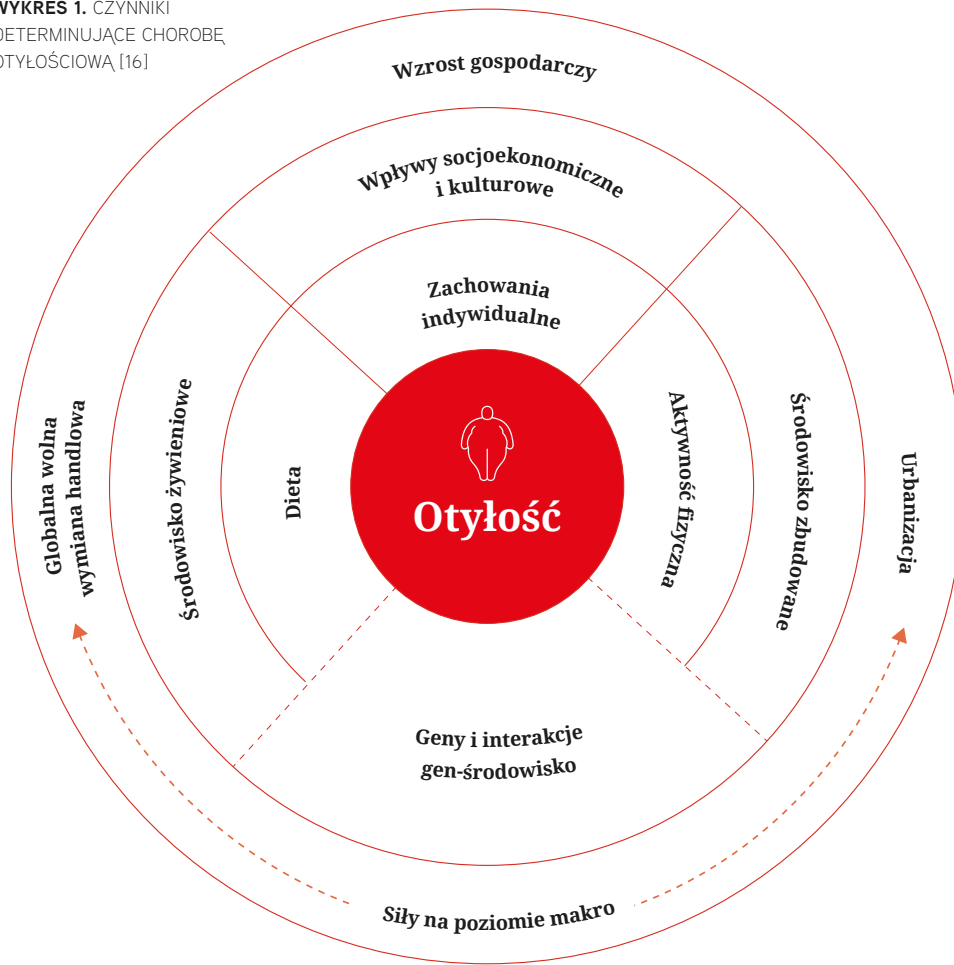 WYKRES 1. CZYNNIKI
DETERMINUJĄCE CHOROBĘ
OTYŁOŚCIOWĄ [16]
Wzrost gospodarczy
Wpływy socjoekonomiczne
i kulturowe
Zachowania
indywidualne
Globalna wolna
wymiana handlowa
Środowisko żywieniowe
Dieta
Otyłość
Aktywność fizyczna
Środowisko zbudowane
Urbanizacja
Geny i interakcje
gen-środowisko
Siły na poziomie makro